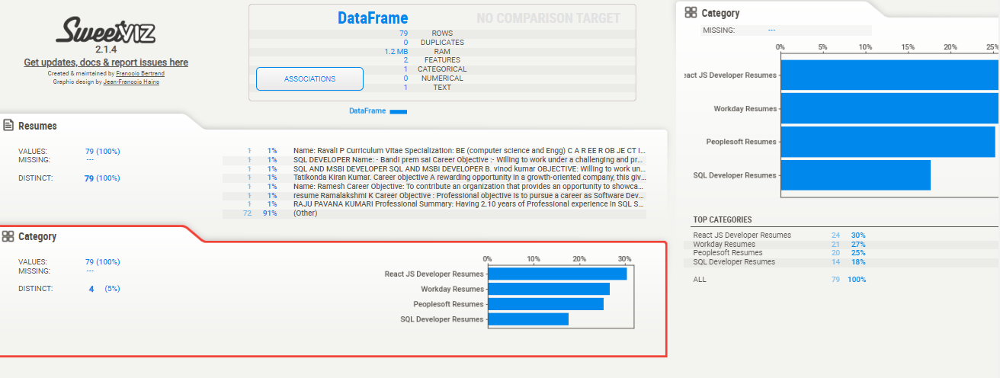 SweetVIZ
2.1.4
Get updates, docs & report issues here
Created & maintained by Francois Bertrand
Graphic design by Jean-Francois Hains
DataFrame
NO COMPARISON TARGET
79 ROWS
0 DUPLICATES
1.2 MB RAM
2 FEATURES
1 CATEGORICAL
0 NUMERICAL
1 TEXT
ASSOCIATIONS
DataFrame
Resumes
VALUES: 79 (100%)
MISSING: ---
DISTINCT: 79 (100%)
1 1% Name: Ravali P Curriculum Vitae Specialization: BE (computer science and Engg) C A R EE R OB JE CT I...
1 1% SQL DEVELOPER Name: - Bandi prem sai Career Objective :- Willing to work under a challenging and pr...
1 1% SQL AND MSBI DEVELOPER SQL AND MSBI DEVELOPER B. vinod kumar OBJECTIVE: Willing to work un...
1 1% Tatikonda Kiran Kumar. Career objective A rewarding opportunity in a growth-oriented company, this giv...
1 1% Name: Ramesh Career Objective: To contribute an organization that provides an opportunity to showca...
1 1% resume Ramalakshmi K Career Objective : Professional objective is to pursue a career as Software Dev...
1 1% RAJU PAVANA KUMARI Professional Summary: Having 2.10 years of Professional experience in SQL S...
72 91% (Other)
Category
VALUES: 79 (100%)
MISSING: ---
DISTINCT: 4 (5%)
0% 10% 20% 30%
React JS Developer Resumes
Workday Resumes
Peoplesoft Resumes
SQL Developer Resumes
Category
MISSING: ---
0% 5% 10% 15% 20% 25%
eact JS Developer Resumes
Workday Resumes
Peoplesoft Resumes
SQL Developer Resumes
TOP CATEGORIES
React JS Developer Resumes 24 30%
Workday Resumes 21 27%
Peoplesoft Resumes 20 25%
SQL Developer Resumes 14 18%
ALL 79 100%